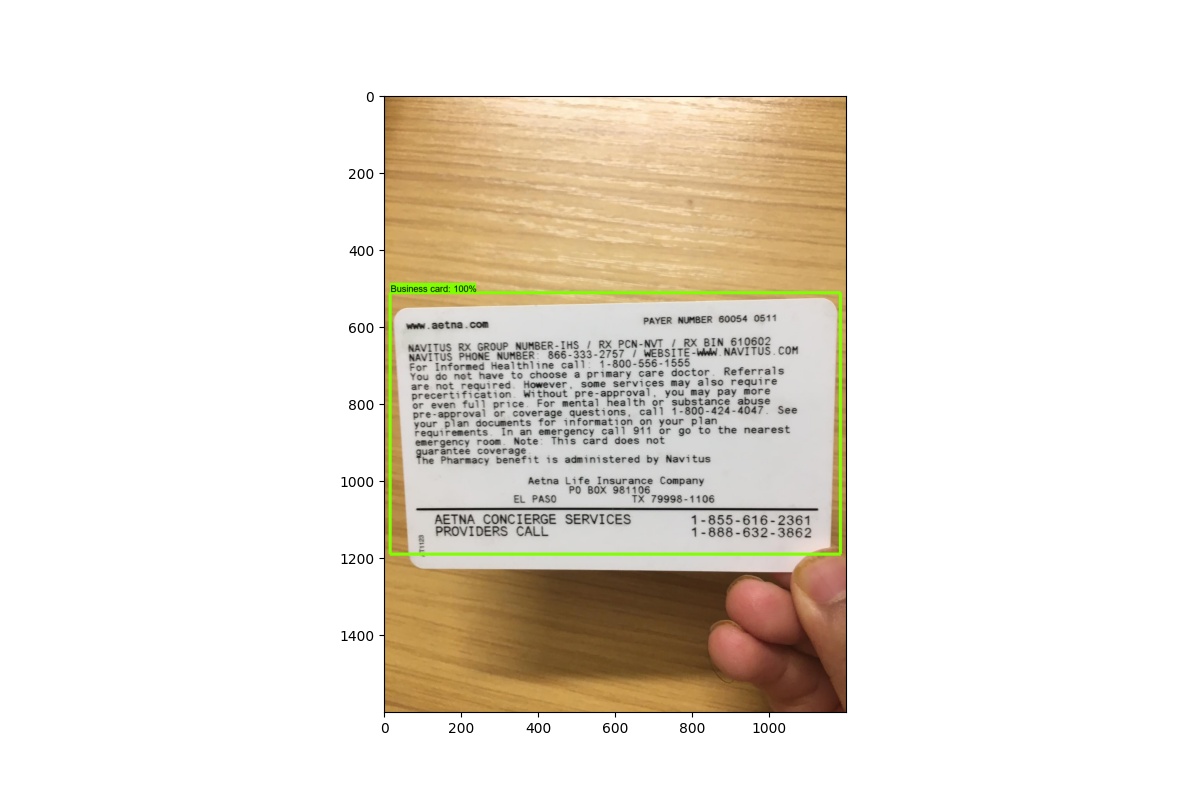 0
200
400
600
800
1000
1200
1400
0 200 400 600 800 1000
Business card: 100%
www.aetna.com PAYER NUMBER 60054 0511
NAVITUS RX GROUP NUMBER-IHS / RX PCN-NVT / RX BIN 610602
NAVITUS PHONE NUMBER: 866-333-2757 / WEBSITE-WWW.NAVITUS.COM
For Informed Healthline call: 1-800-556-1555
You do not have to choose a primary care doctor. Referrals
are not required. However, some services may also require
precertification. Without pre-approval, you may pay more
or even full price. For mental health or substance abuse
pre-approval or coverage questions, call 1-800-424-4047. See
your plan documents for information on your plan
requirements. In an emergency call 911 or go to the nearest
emergency room. Note: This card does not
guarantee coverage.
The Pharmacy benefit is administered by Navitus
Aetna Life Insurance Company
PO BOX 981106
EL PASO TX 79998-1106
AETNA CONCIERGE SERVICES 1-855-616-2361
PROVIDERS CALL 1-888-632-3862